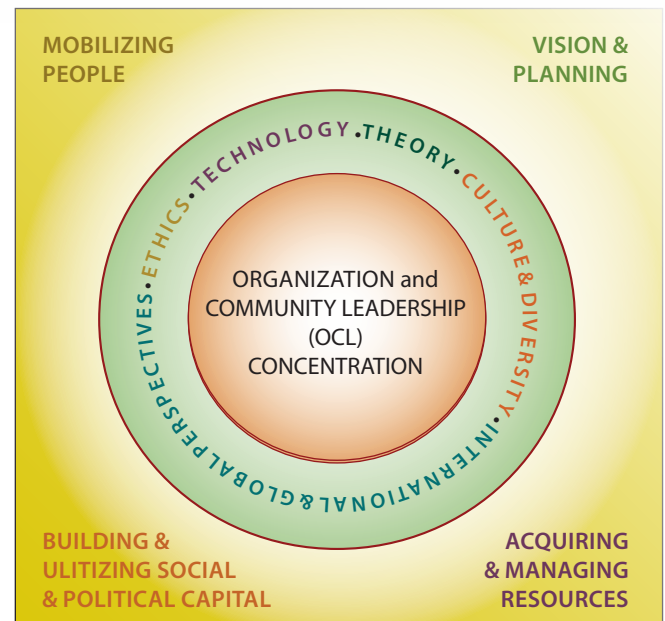 MOBILIZING
PEOPLE
VISION &
PLANNING
ETHICS • TECHNOLOGY • THEORY • CULTURE & DIVERSITY • INTERNATIONAL & GLOBAL PERSPECTIVES •
ORGANIZATION and
COMMUNITY LEADERSHIP
(OCL)
CONCENTRATION
BUILDING &
ULITIZING SOCIAL
& POLITICAL CAPITAL
ACQUIRING
& MANAGING
RESOURCES